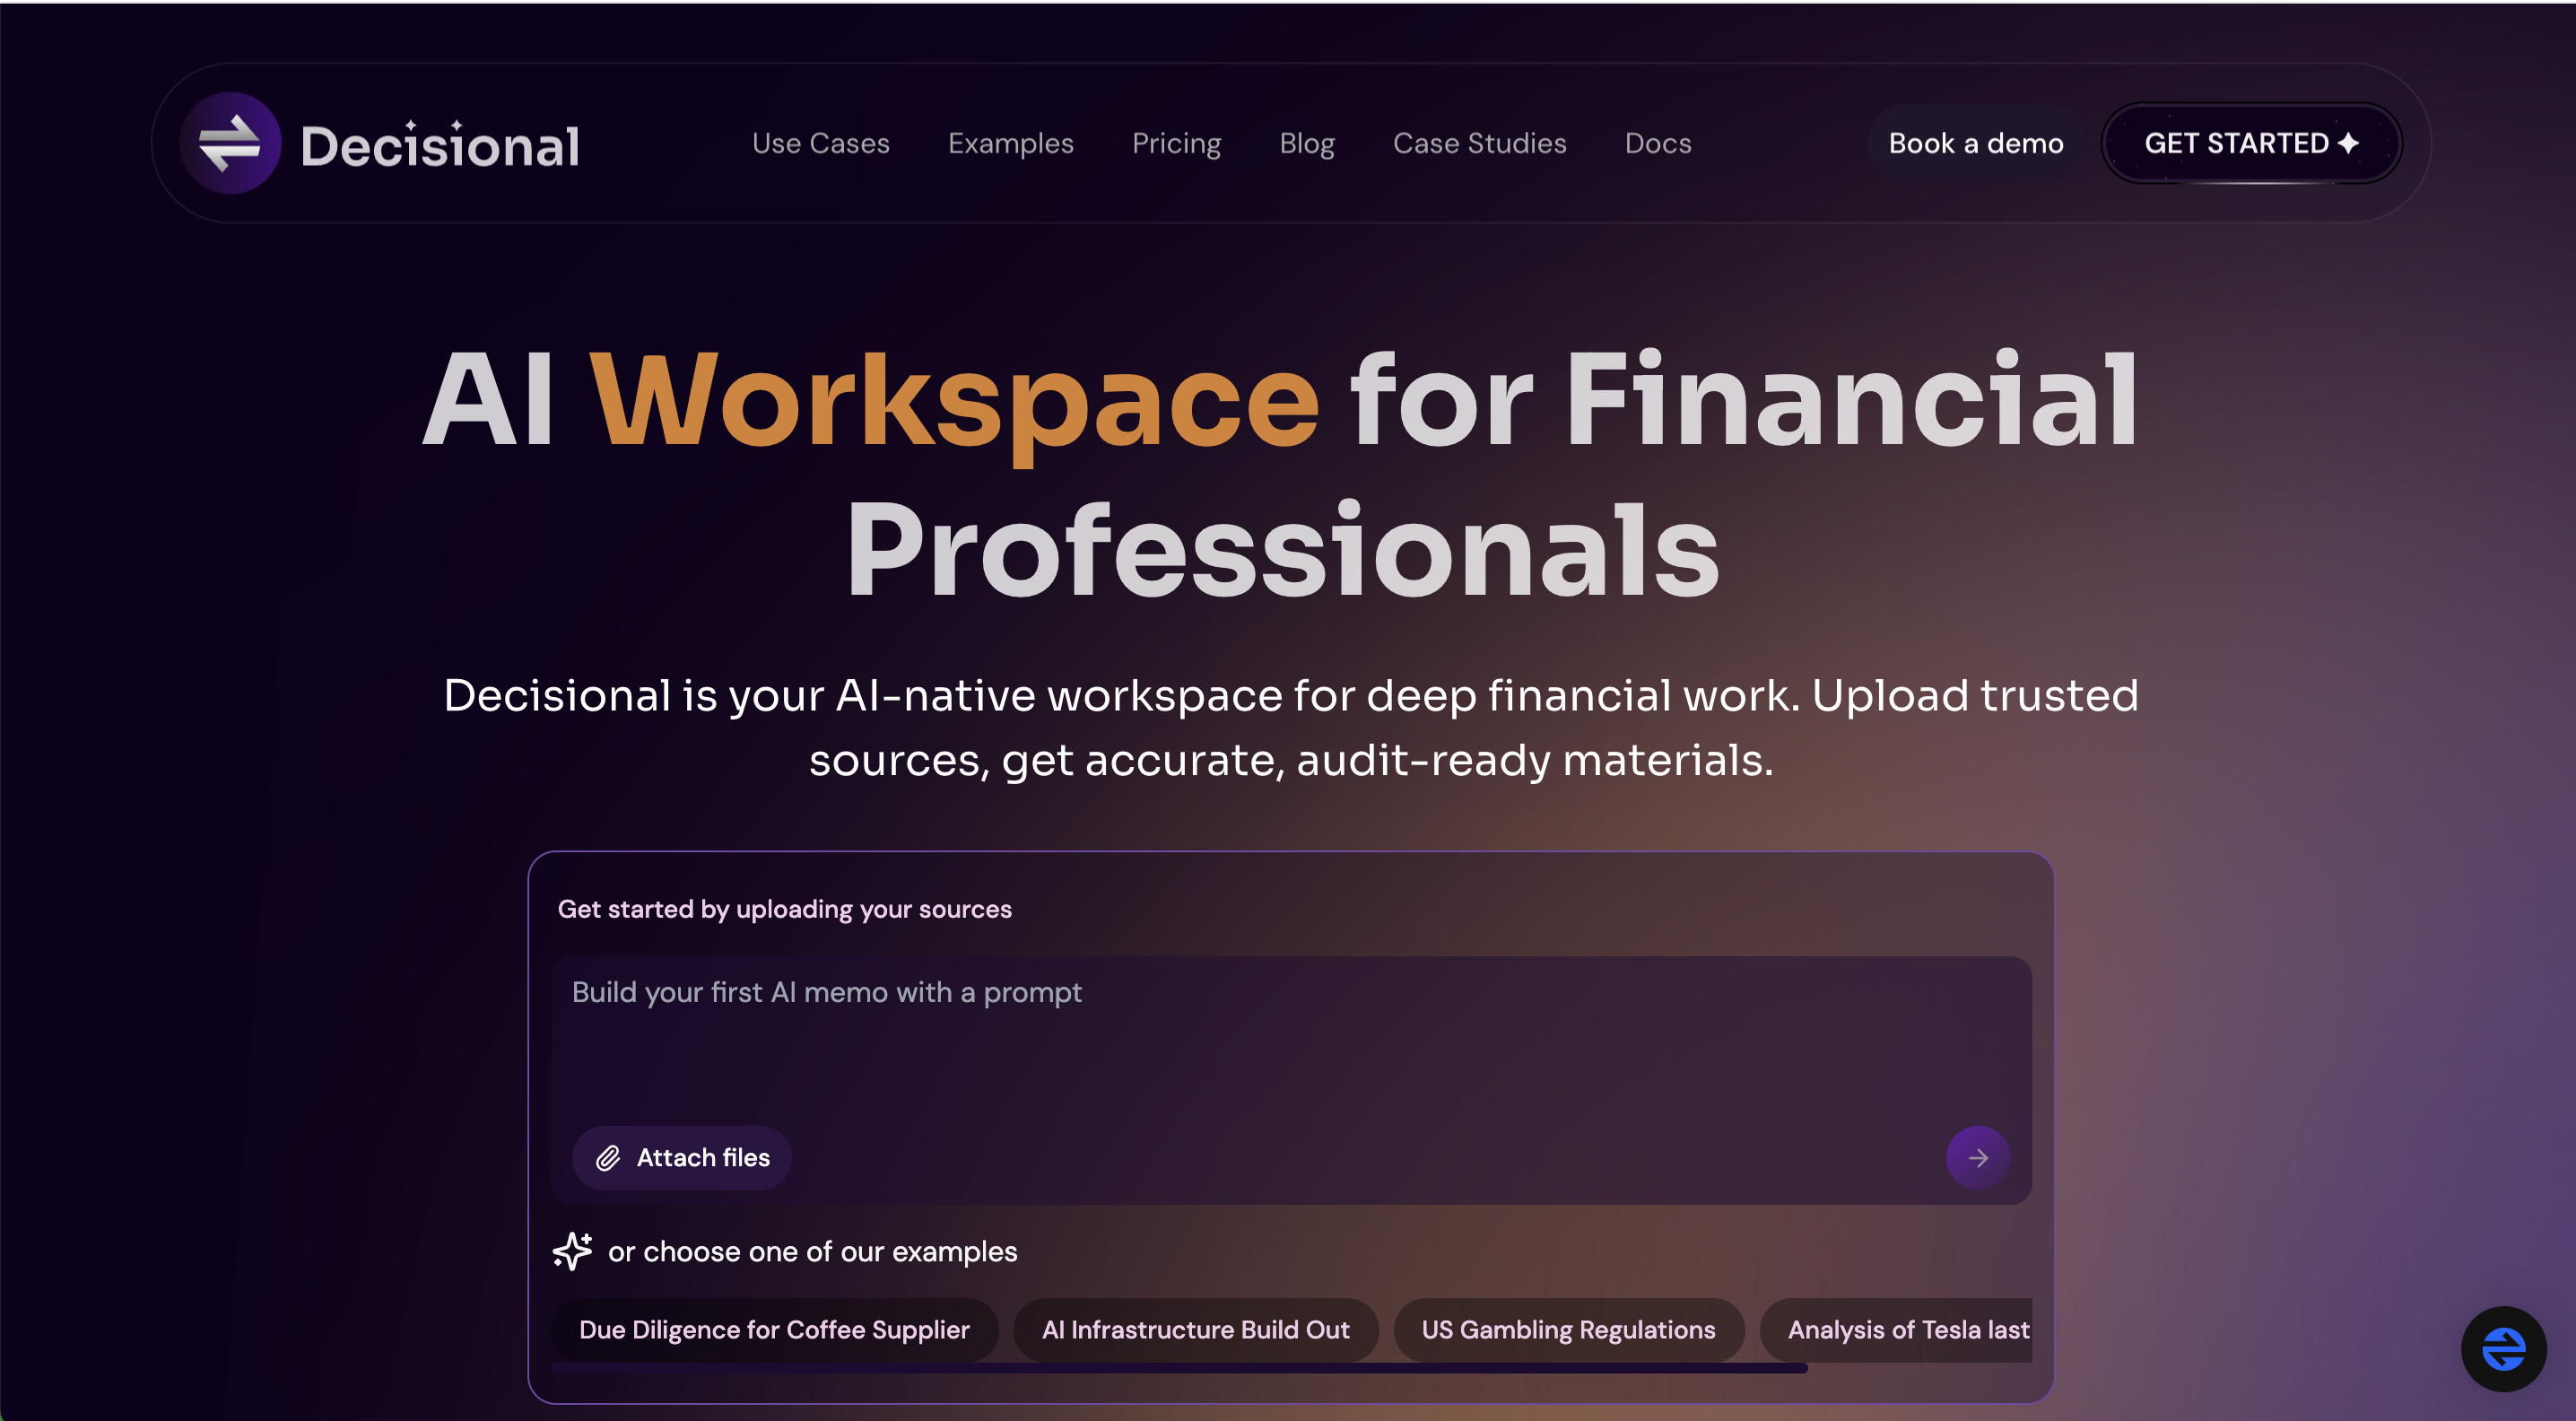 Decisional
Use Cases
Examples
Pricing
Blog
Case Studies
Docs
Book a demo
GET STARTED
AI Workspace for Financial
Professionals
Decisional is your AI-native workspace for deep financial work. Upload trusted
sources, get accurate, audit-ready materials.
Get started by uploading your sources
Build your first AI memo with a prompt
Attach files
or choose one of our examples
Due Diligence for Coffee Supplier
AI Infrastructure Build Out
US Gambling Regulations
Analysis of Tesla last